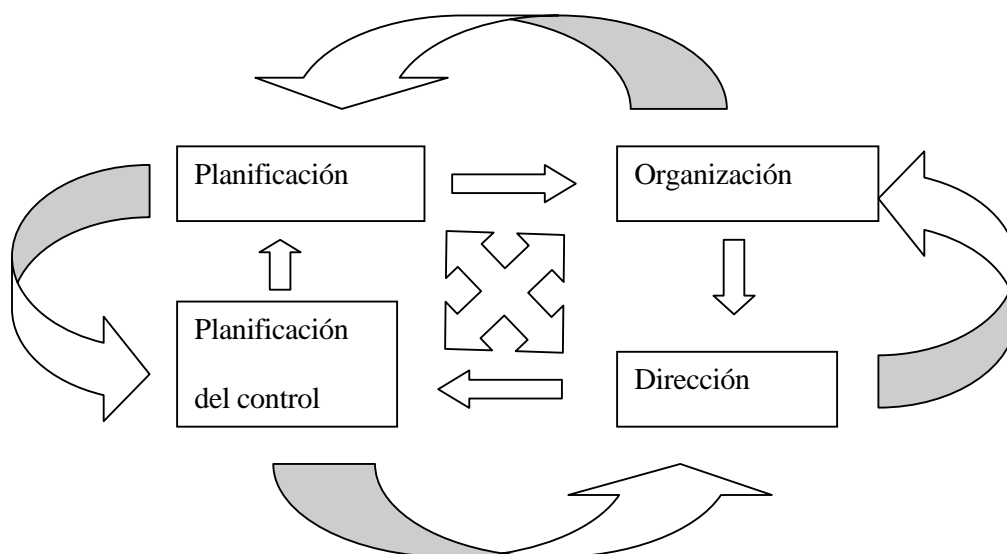 Planificación
Organización
Planificación
del control
Dirección